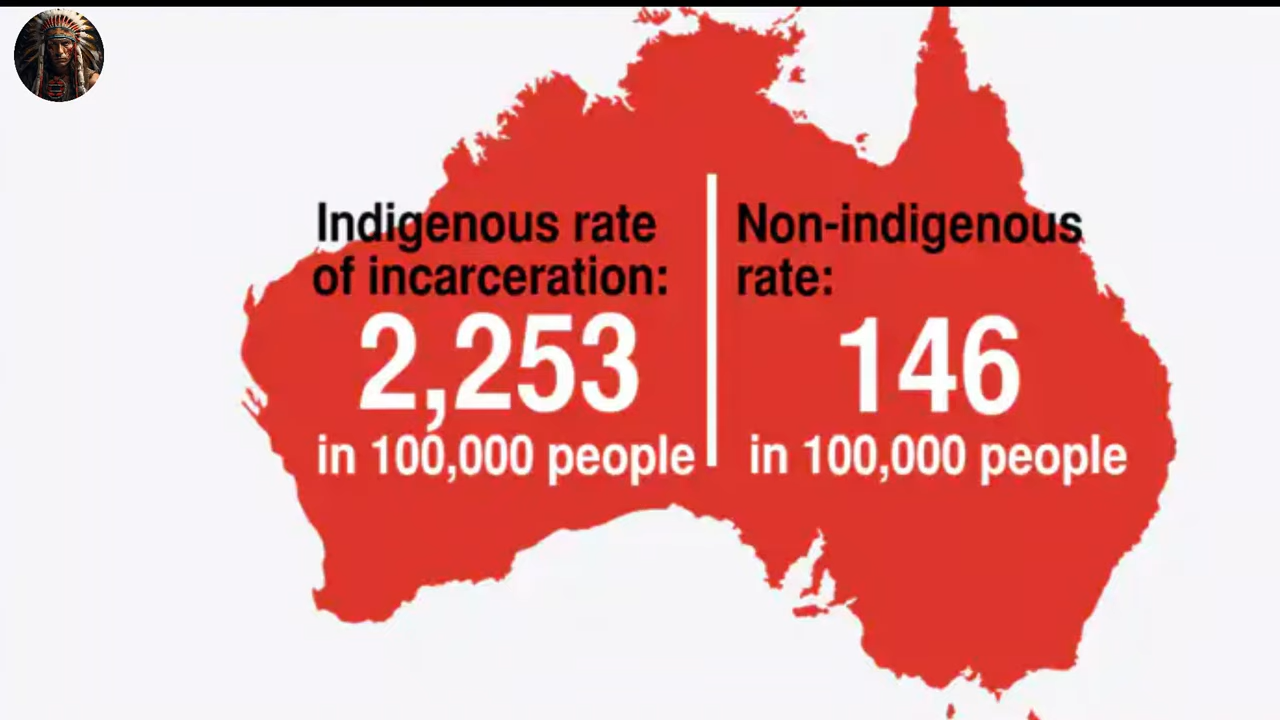 Indigenous rate
of incarceration:
2,253
in 100,000 people
Non-indigenous
rate:
146
in 100,000 people